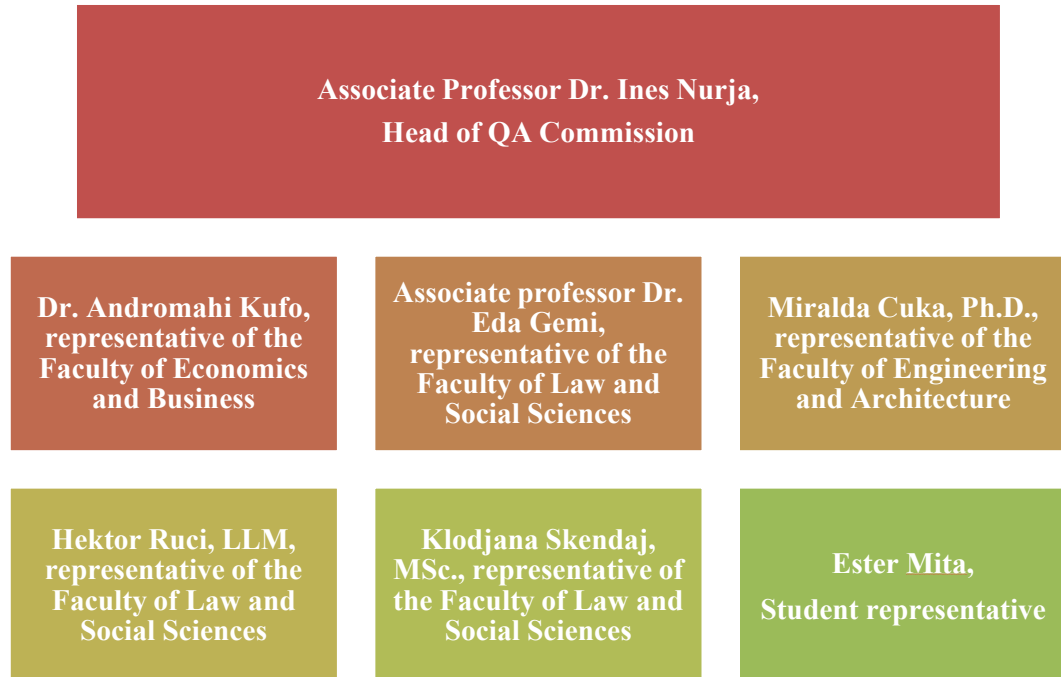 Associate Professor Dr. Ines Nurja,
Head of QA Commission
Dr. Andromahi Kufo,
representative of the
Faculty of Economics
and Business
Associate professor Dr.
Eda Gemi,
representative of the
Faculty of Law and
Social Sciences
Miralda Cuka, Ph.D.,
representative of the
Faculty of Engineering
and Architecture
Hektor Ruci, LLM,
representative of the
Faculty of Law and
Social Sciences
Klodjana Skendaj,
MSc., representative of
the Faculty of Law and
Social Sciences
Ester Mita,
Student representative